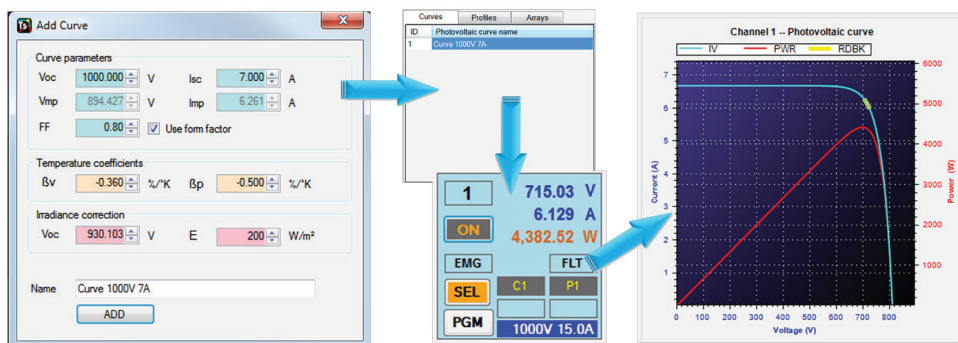 Add Curve
Curve parameters
Voc 1000.000 V Isc 7.000 A
Vmp 894.427 V Imp 6.261 A
FF 0.80 Use form factor
Temperature coefficients
βv -0.360 %/°K βp -0.500 %/°K
Irradiance correction
Voc 930.103 V E 200 W/m²
Name Curve 1000V 7A
ADD
Curves Profiles Arrays
ID Photovoltaic curve name
1 Curve 1000V 7A
1 715.03 V
6.129 A
ON 4,382.52 W
EMG FLT
SEL C1 P1
PGM 1000V 15.0A
Channel 1 -- Photovoltaic curve
IV PWR RDBK
Current (A)
7
6
5
4
3
2
1
6000
5000
4000
3000
2000
1000
Power (W)
0 100 200 300 400 500 600 700 800
Voltage (V)